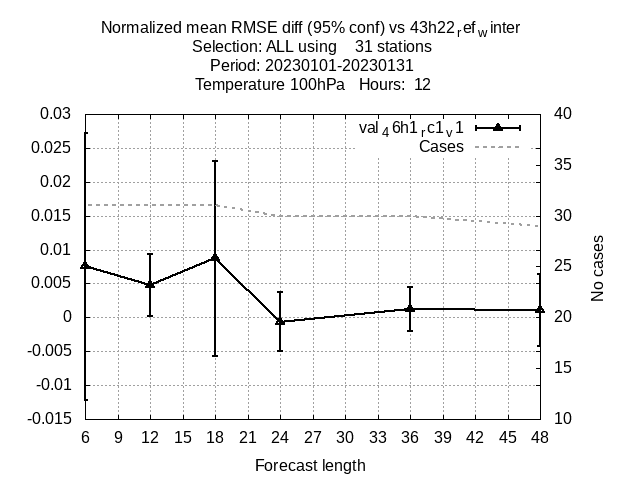 Normalized mean RMSE diff (95% conf) vs 43h22ref winter
Selection: ALL using    31 stations
Period: 20230101-20230131
Temperature 100hPa   Hours:  12
val46h1rc1v1
Cases
0.03
0.025
0.02
0.015
0.01
0.005
0
-0.005
-0.01
-0.015
40
35
30
25
20
15
10
No cases
6 9 12 15 18 21 24 27 30 33 36 39 42 45 48
Forecast length